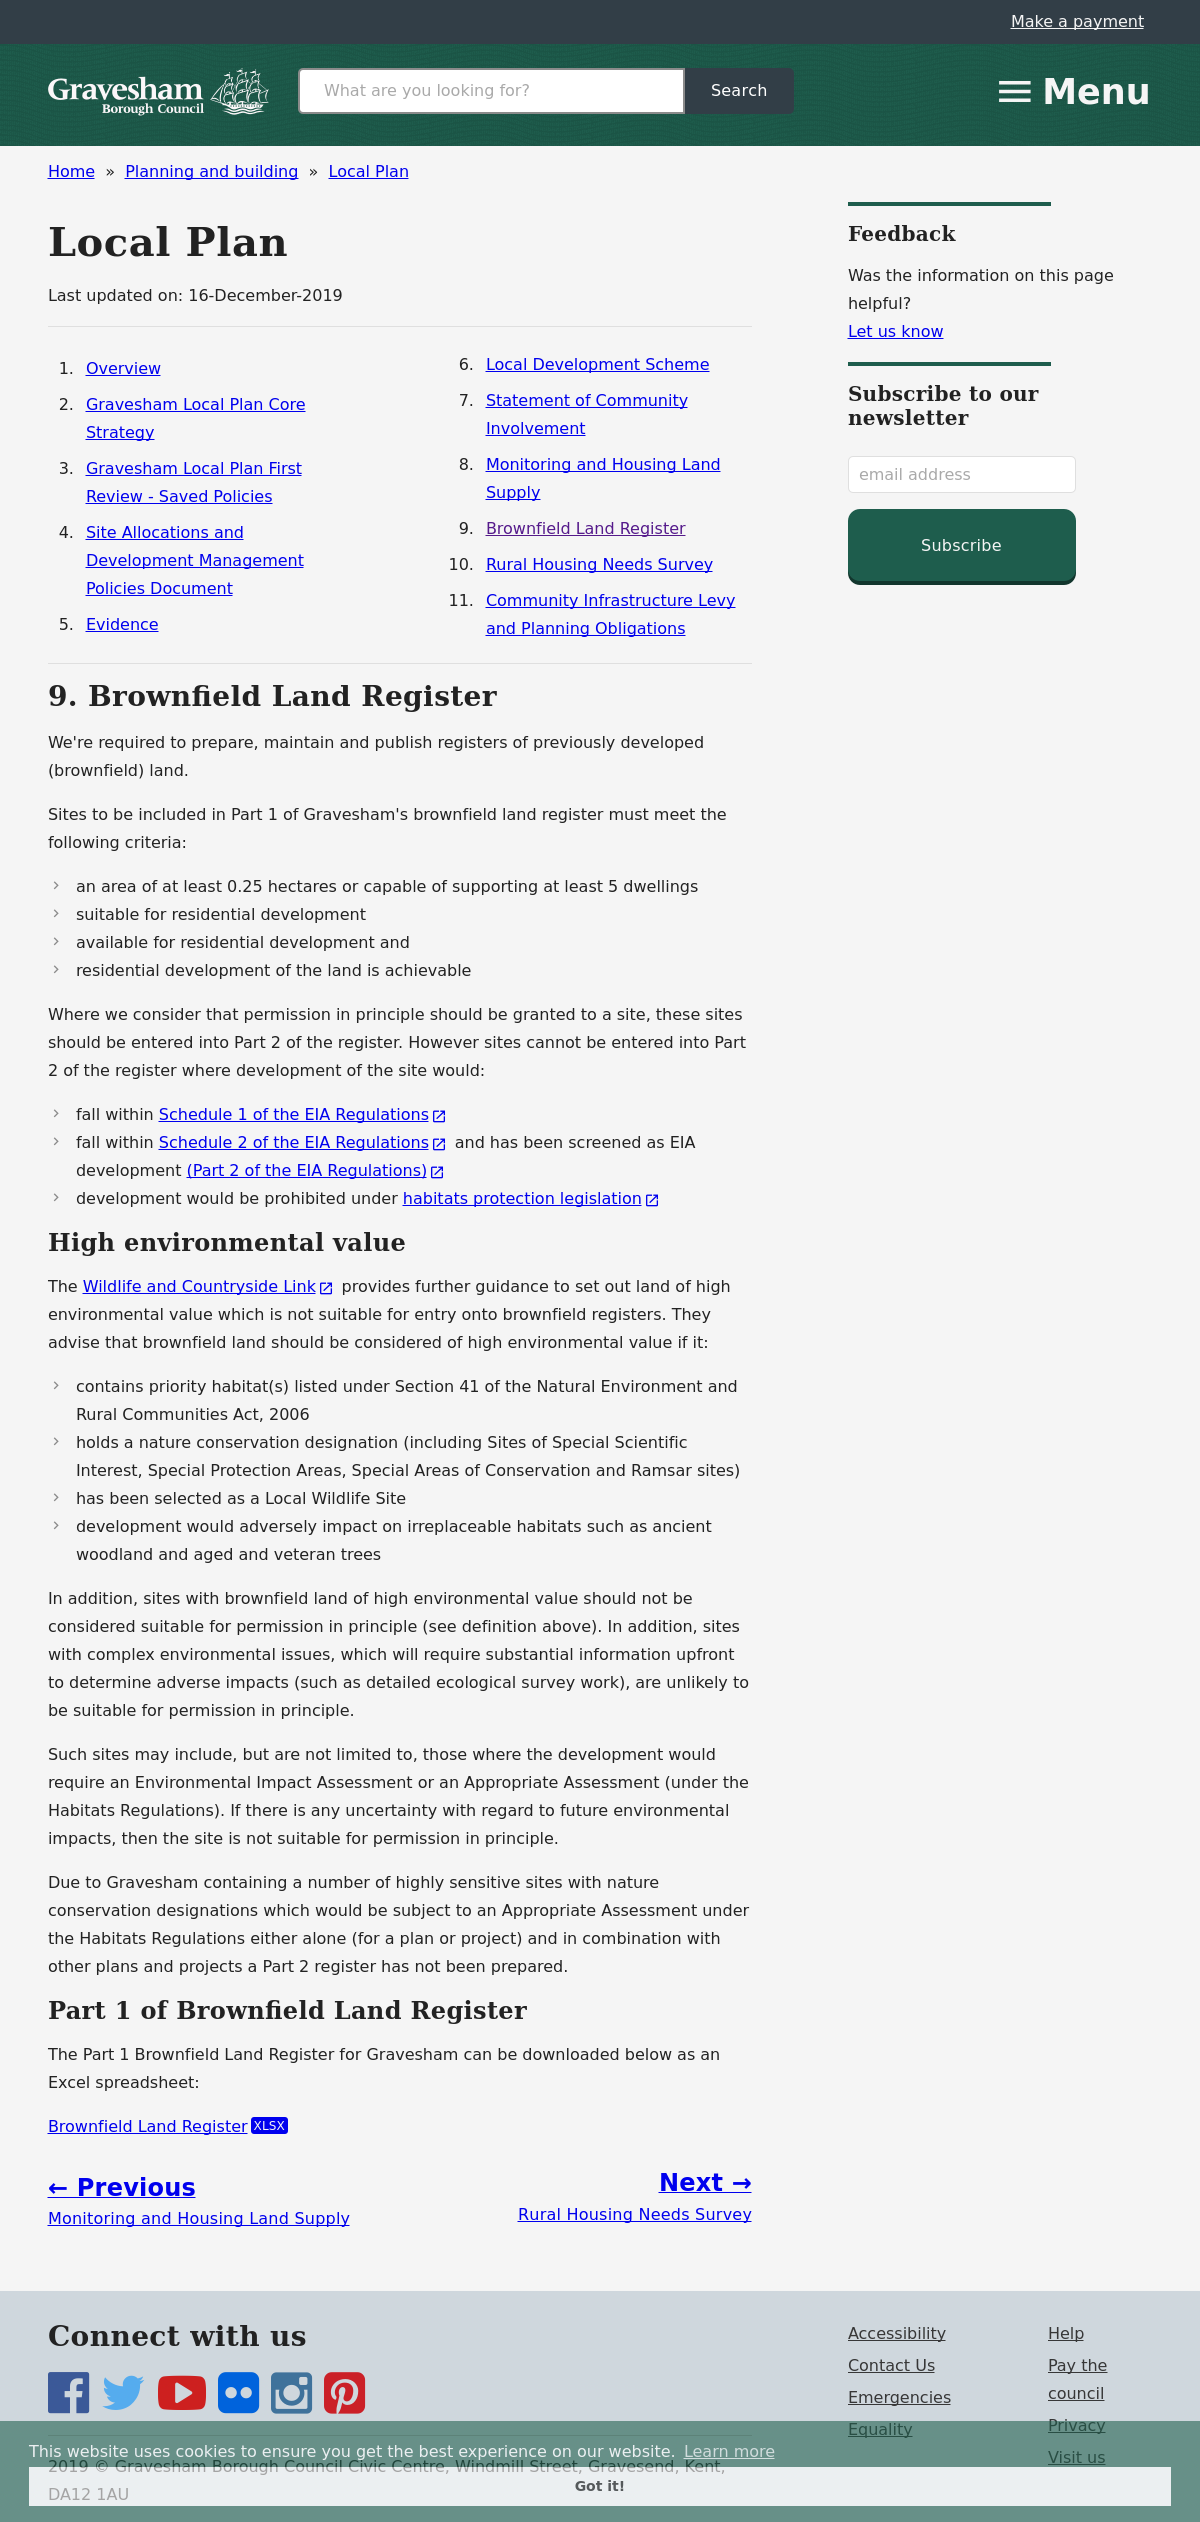 Make a payment
Gravesham
Borough Council
What are you looking for?
Search
Menu
Home » Planning and building » Local Plan
Local Plan
Last updated on: 16-December-2019
1. Overview
2. Gravesham Local Plan Core
Strategy
3. Gravesham Local Plan First
Review - Saved Policies
4. Site Allocations and
Development Management
Policies Document
5. Evidence
6. Local Development Scheme
7. Statement of Community
Involvement
8. Monitoring and Housing Land
Supply
9. Brownfield Land Register
10. Rural Housing Needs Survey
11. Community Infrastructure Levy
and Planning Obligations
9. Brownfield Land Register
We're required to prepare, maintain and publish registers of previously developed
(brownfield) land.
Sites to be included in Part 1 of Gravesham's brownfield land register must meet the
following criteria:
an area of at least 0.25 hectares or capable of supporting at least 5 dwellings
suitable for residential development
available for residential development and
residential development of the land is achievable
Where we consider that permission in principle should be granted to a site, these sites
should be entered into Part 2 of the register. However sites cannot be entered into Part
2 of the register where development of the site would:
fall within Schedule 1 of the EIA Regulations
fall within Schedule 2 of the EIA Regulations and has been screened as EIA
development (Part 2 of the EIA Regulations)
development would be prohibited under habitats protection legislation
High environmental value
The Wildlife and Countryside Link provides further guidance to set out land of high
environmental value which is not suitable for entry onto brownfield registers. They
advise that brownfield land should be considered of high environmental value if it:
contains priority habitat(s) listed under Section 41 of the Natural Environment and
Rural Communities Act, 2006
holds a nature conservation designation (including Sites of Special Scientific
Interest, Special Protection Areas, Special Areas of Conservation and Ramsar sites)
has been selected as a Local Wildlife Site
development would adversely impact on irreplaceable habitats such as ancient
woodland and aged and veteran trees
In addition, sites with brownfield land of high environmental value should not be
considered suitable for permission in principle (see definition above). In addition, sites
with complex environmental issues, which will require substantial information upfront
to determine adverse impacts (such as detailed ecological survey work), are unlikely to
be suitable for permission in principle.
Such sites may include, but are not limited to, those where the development would
require an Environmental Impact Assessment or an Appropriate Assessment (under the
Habitats Regulations). If there is any uncertainty with regard to future environmental
impacts, then the site is not suitable for permission in principle.
Due to Gravesham containing a number of highly sensitive sites with nature
conservation designations which would be subject to an Appropriate Assessment under
the Habitats Regulations either alone (for a plan or project) and in combination with
other plans and projects a Part 2 register has not been prepared.
Part 1 of Brownfield Land Register
The Part 1 Brownfield Land Register for Gravesham can be downloaded below as an
Excel spreadsheet:
Brownfield Land Register XLSX
← Previous
Monitoring and Housing Land Supply
Next →
Rural Housing Needs Survey
Feedback
Was the information on this page
helpful?
Let us know
Subscribe to our
newsletter
email address
Subscribe
Connect with us
Accessibility
Contact Us
Emergencies
Equality
Help
Pay the
council
Privacy
Visit us
This website uses cookies to ensure you get the best experience on our website. Learn more
2019 © Gravesham Borough Council Civic Centre, Windmill Street, Gravesend, Kent,
DA12 1AU
Got it!